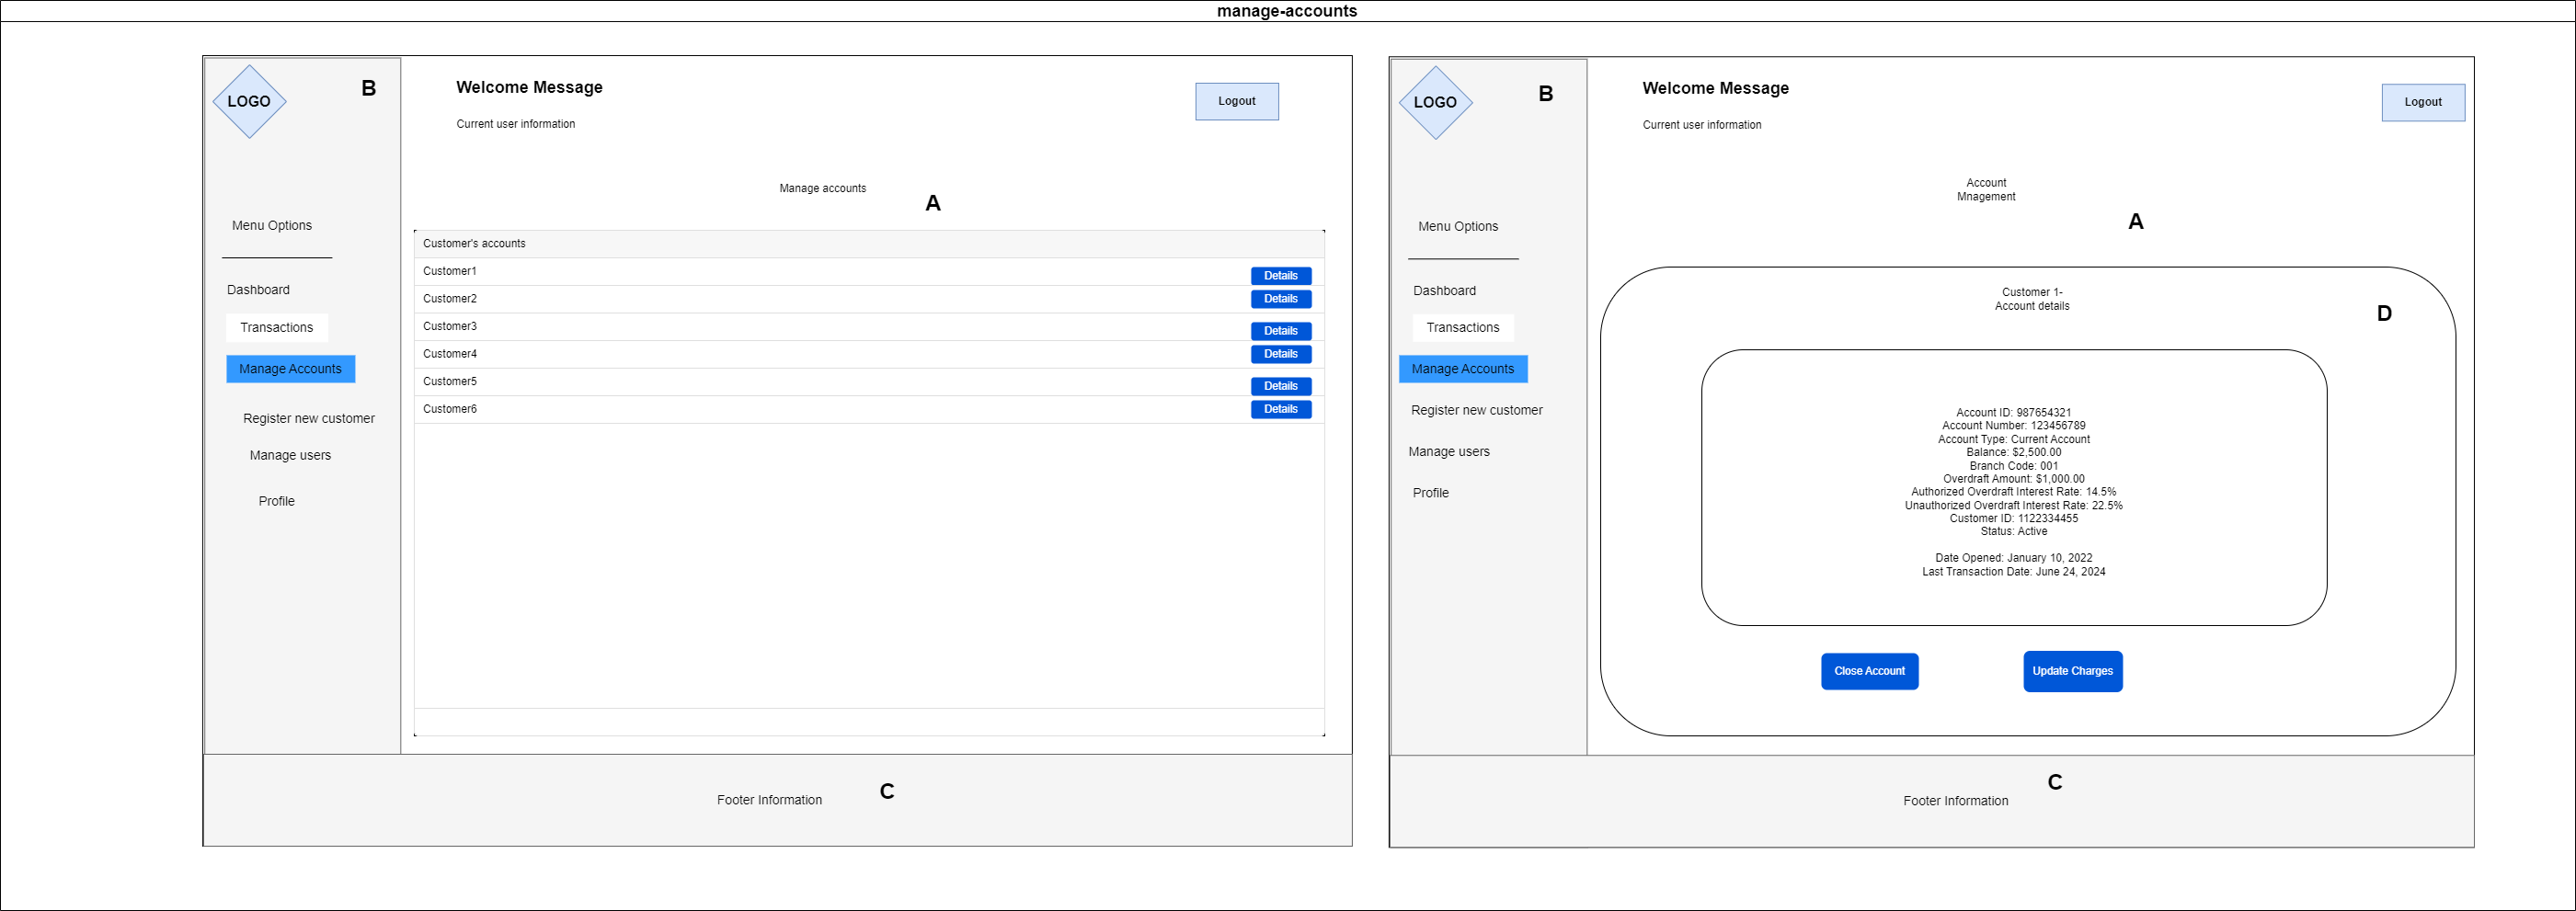 manage-accounts
LOGO
B
Welcome Message
Logout
Current user information
Manage accounts
A
Menu Options
Customer's accounts
Customer1
Details
Customer2
Details
Customer3
Details
Customer4
Details
Customer5
Details
Customer6
Details
Dashboard
Transactions
Manage Accounts
Register new customer
Manage users
Profile
Footer Information
C
LOGO
B
Welcome Message
Logout
Current user information
Account
Mnagement
A
Menu Options
Dashboard
Transactions
Manage Accounts
Register new customer
Manage users
Profile
Customer 1-
Account details
D
Account ID: 987654321
Account Number: 123456789
Account Type: Current Account
Balance: $2,500.00
Branch Code: 001
Overdraft Amount: $1,000.00
Authorized Overdraft Interest Rate: 14.5%
Unauthorized Overdraft Interest Rate: 22.5%
Customer ID: 1122334455
Status: Active
Date Opened: January 10, 2022
Last Transaction Date: June 24, 2024
Close Account
Update Charges
C
Footer Information